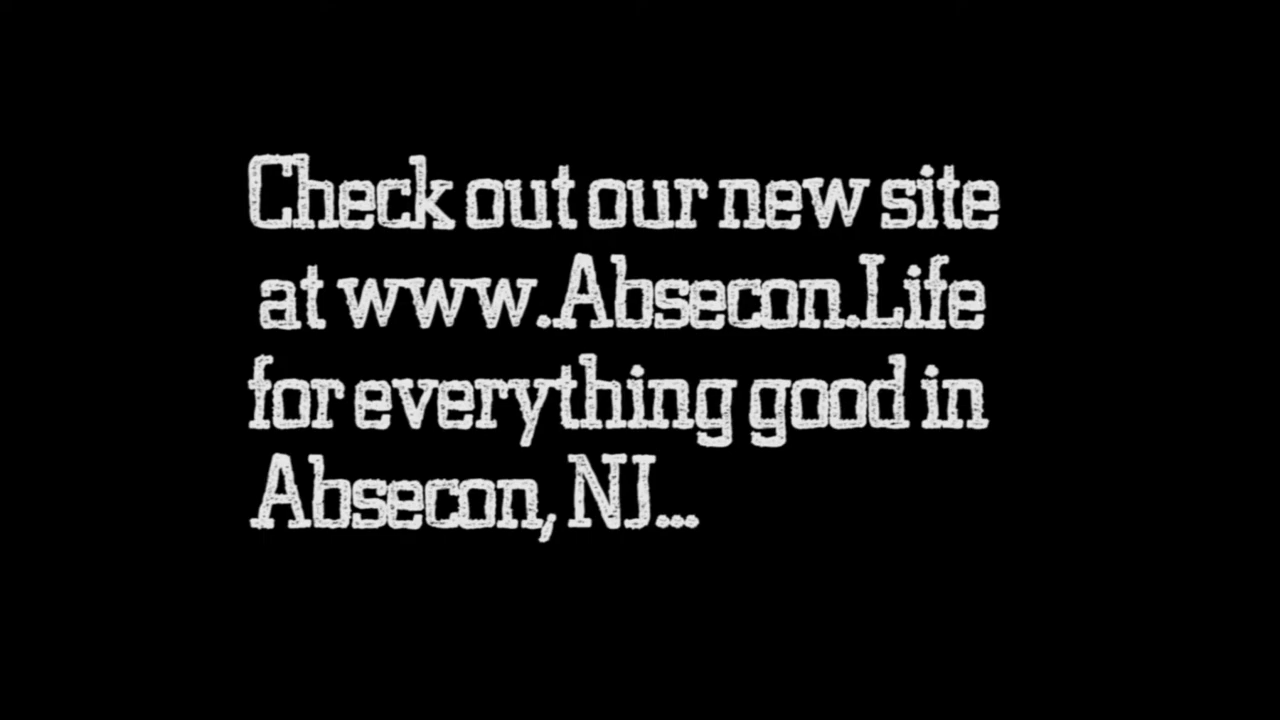 Check out our new site
at www.Absecon.Life
for everything good in
Absecon, NJ...